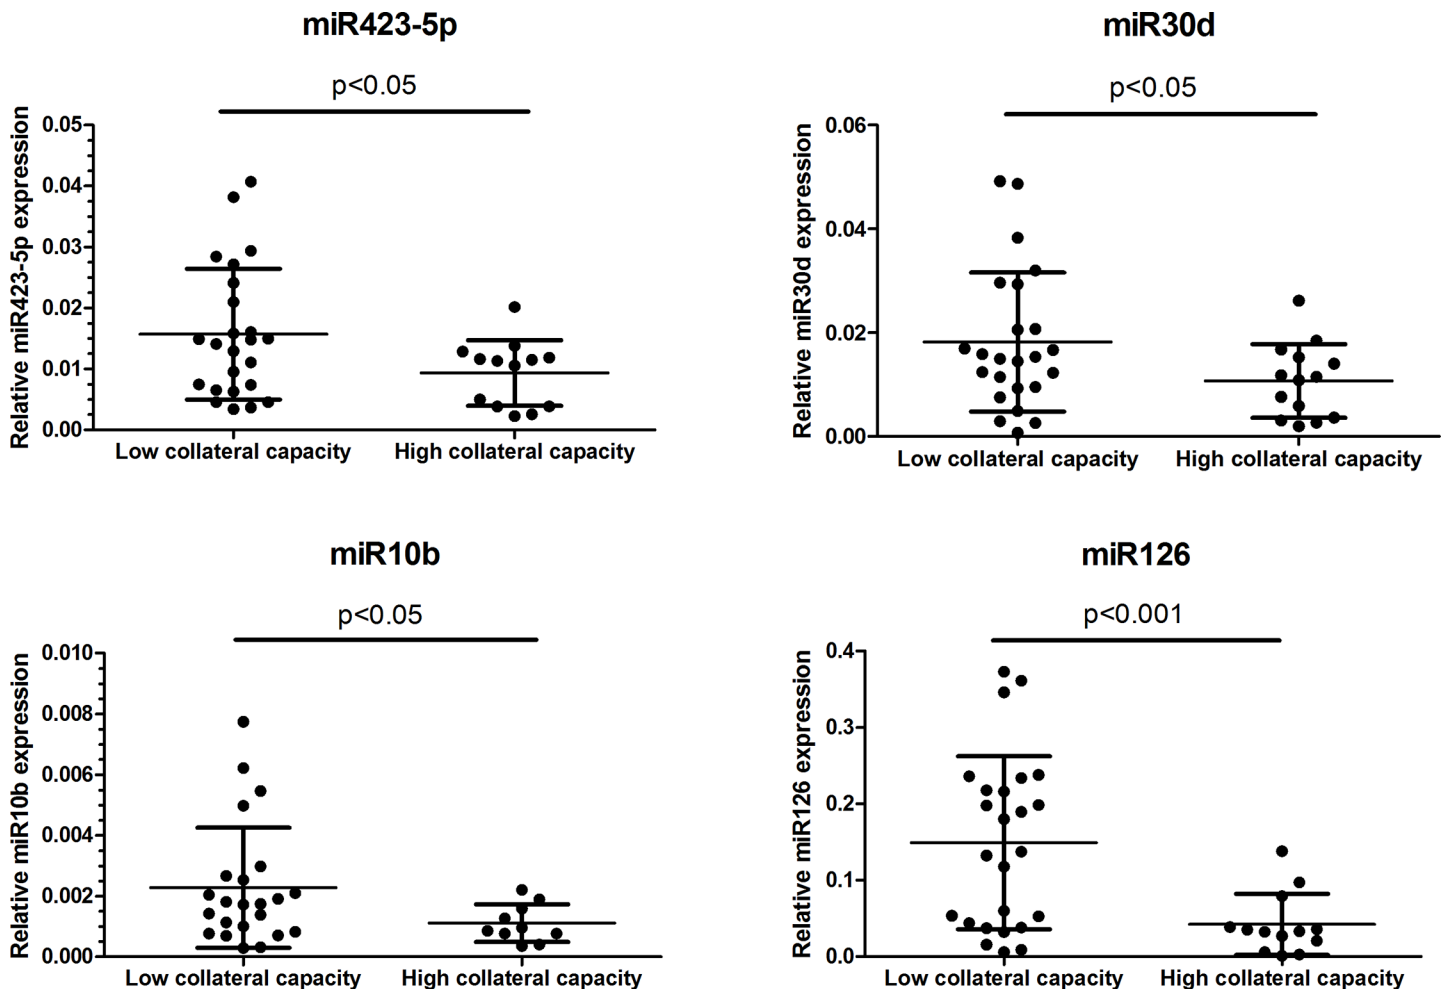 miR423-5p
p<0.05
Relative miR423-5p expression
0.05
0.04
0.03
0.02
0.01
0.00
Low collateral capacity
High collateral capacity
miR30d
p<0.05
Relative miR30d expression
0.06
0.04
0.02
0.00
Low collateral capacity
High collateral capacity
miR10b
p<0.05
Relative miR10b expression
0.010
0.008
0.006
0.004
0.002
0.000
Low collateral capacity
High collateral capacity
miR126
p<0.001
Relative miR126 expression
0.4
0.3
0.2
0.1
0.0
Low collateral capacity
High collateral capacity